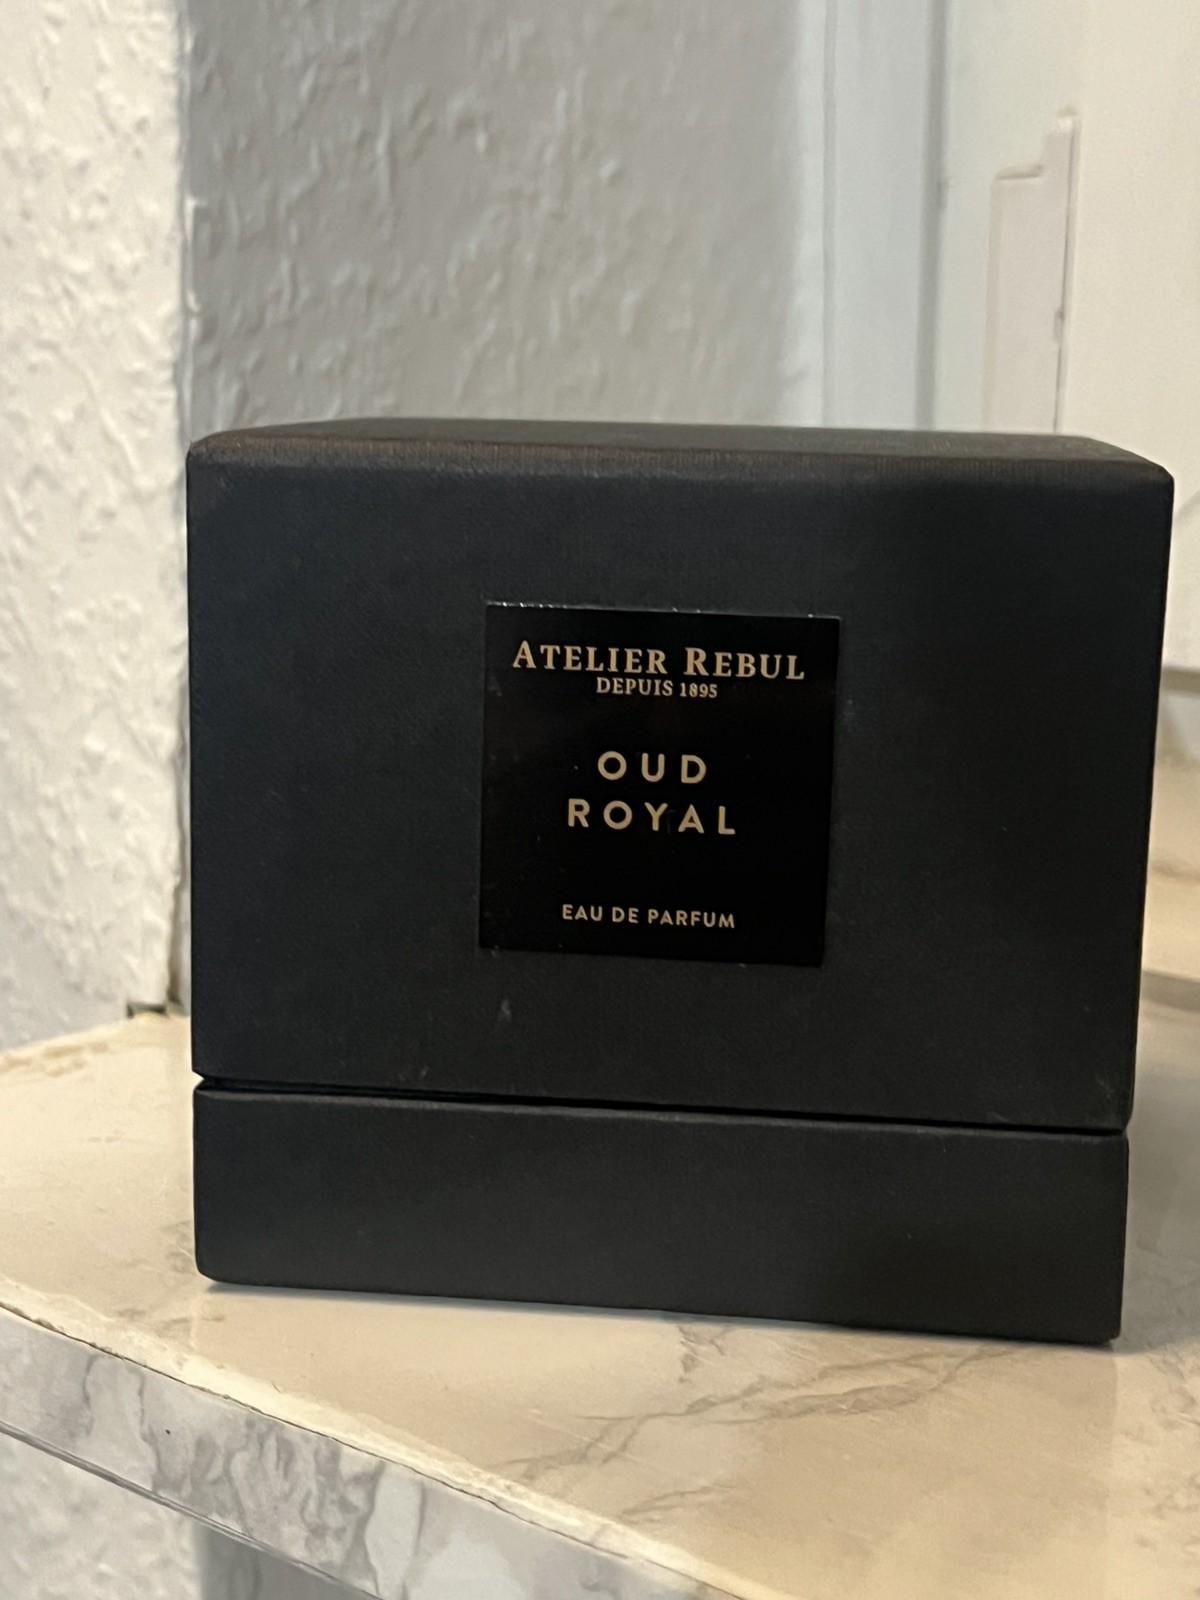 ATELIER REBUL
DEPUIS 1895
OUD
ROYAL
EAU DE PARFUM